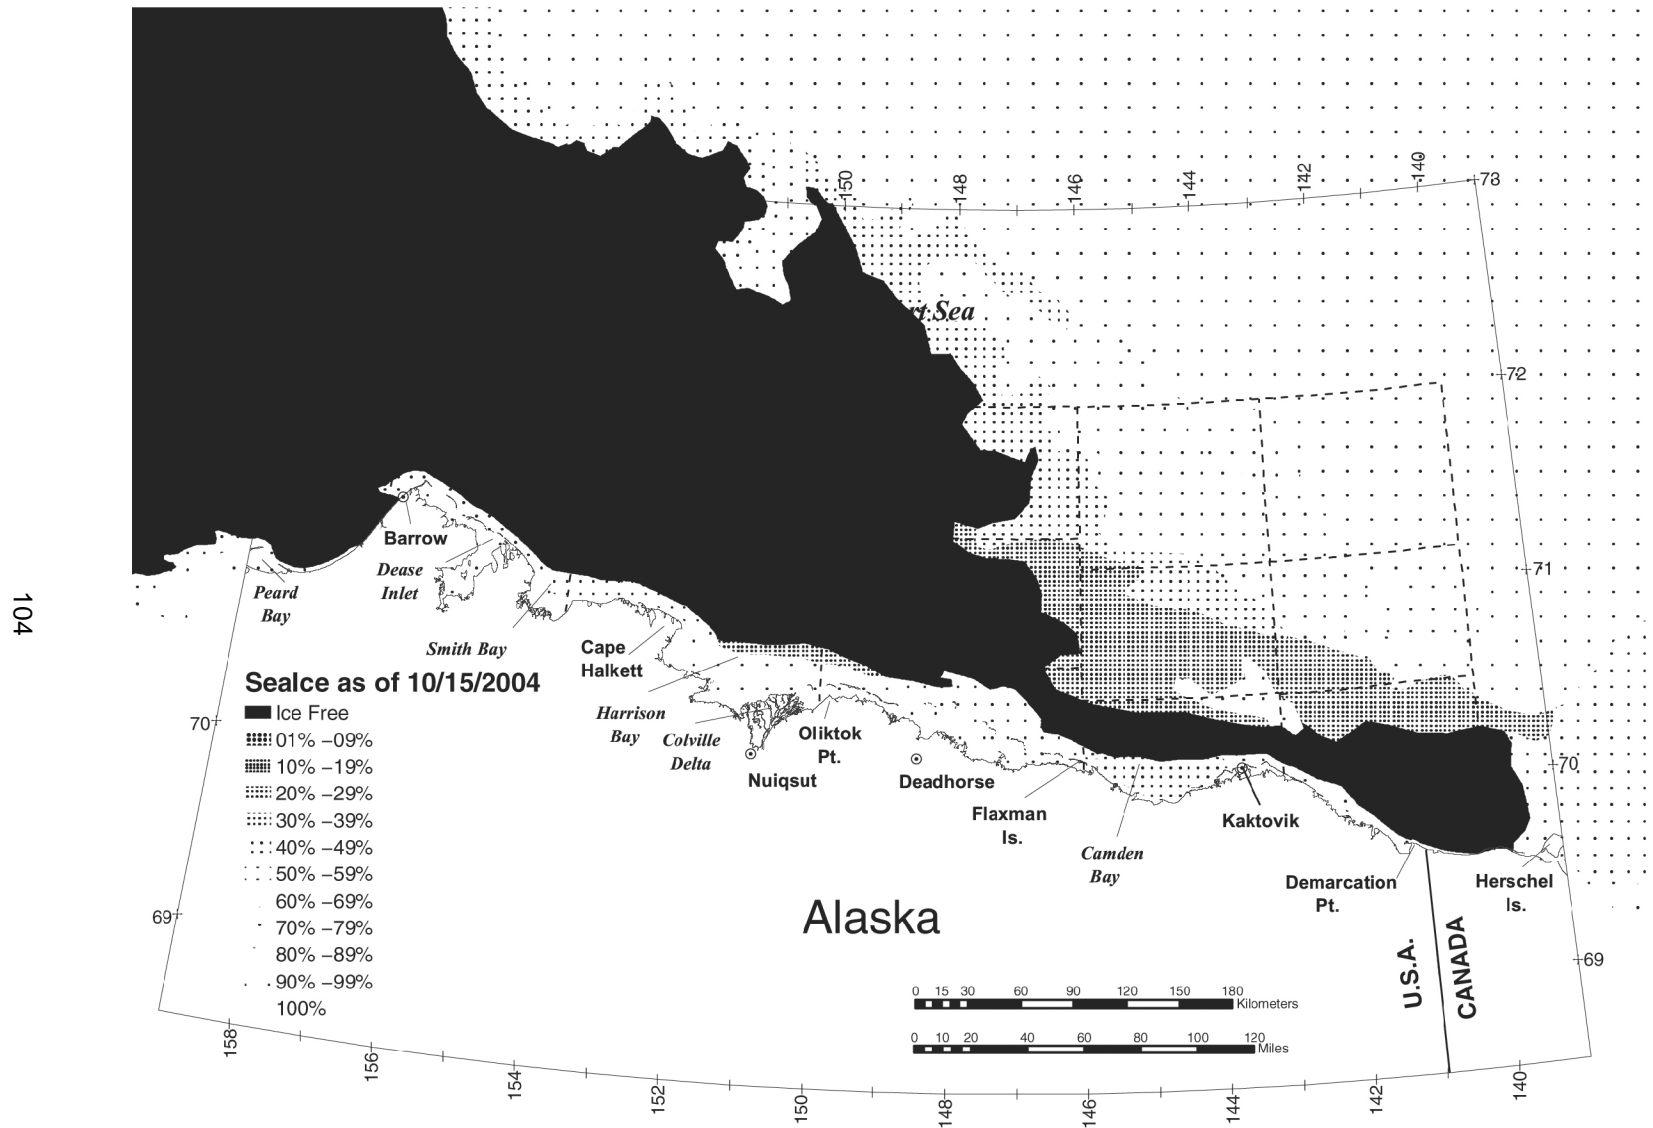 150
148
146
144
142
140
73
rt Sea
72
Barrow
Dease
Inlet
71
Peard
Bay
104
Smith Bay
Cape
Halkett
SeaIce as of 10/15/2004
Ice Free
01% –09%
10% –19%
20% –29%
30% –39%
40% –49%
50% –59%
60% –69%
70% –79%
80% –89%
90% –99%
100%
70
Harrison
Bay
Colville
Delta
Oliktok
Pt.
Nuiqsut
Deadhorse
70
Flaxman
Is.
Kaktovik
Camden
Bay
Demarcation
Pt.
Herschel
Is.
69
Alaska
U.S.A.
CANADA
69
0 15 30 60 90 120 150 180
Kilometers
0 10 20 40 60 80 100 120
Miles
158
156
154
152
150
148
146
144
142
140